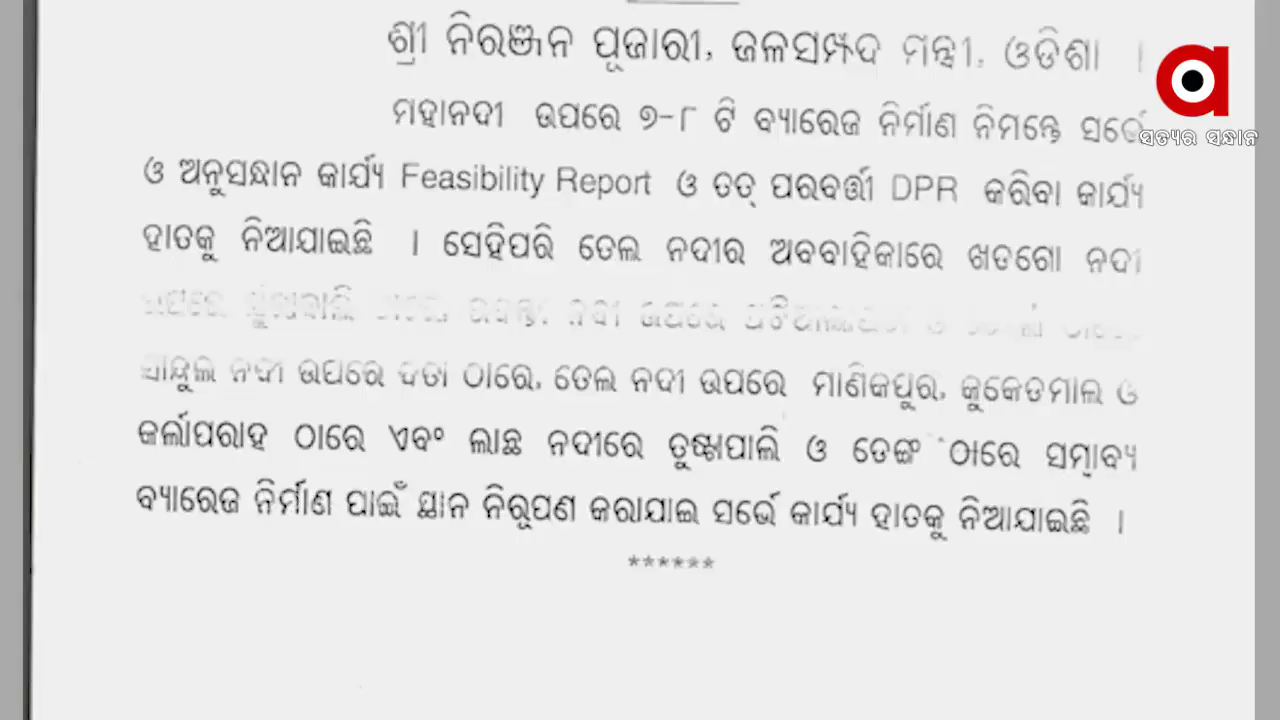 ଶ୍ରୀ ନିରଞ୍ଜନ ପୂଜାରୀ, ଜଳସମ୍ପଦ ମନ୍ତ୍ରୀ, ଓଡିଶା ।
ମହାନଦୀ ଉପରେ ୭-୮ ଟି ବ୍ୟାରେଜ ନିର୍ମାଣ ନିମନ୍ତେ ସର୍ଭେ
ସତ୍ୟର ସନ୍ଧାନ
ଓ ଅନୁସନ୍ଧାନ କାର୍ଯ୍ୟ Feasibility Report ଓ ତତ୍ ପରବର୍ତ୍ତୀ DPR କରିବା କାର୍ଯ୍ୟ
ହାତକୁ ନିଆଯାଇଛି । ସେହିପରି ତେଲ ନଦୀର ଅବବାହିକାରେ ଖଡଗୋ ନଦୀ
ନଦୀ ଉପରେ
ନଦୀ ଉପରେ ଠାରେ, ତେଲ ନଦୀ ଉପରେ ମାଣିକପୁର, କୁକେଡମାଲ ଓ
କର୍ଲାପରାହ ଠାରେ ଏବଂ ଲାଛ ନଦୀରେ ତୁଷ୍ଟାପାଲି ଓ ଡେଙ୍ଗ ଠାରେ ସମ୍ବାବ୍ୟ
ବ୍ୟାରେଜ ନିର୍ମାଣ ପାଇଁ ସ୍ଥାନ ନିରୂପଣ କରାଯାଇ ସର୍ଭେ କାର୍ଯ୍ୟ ହାତକୁ ନିଆଯାଇଛି ।
******